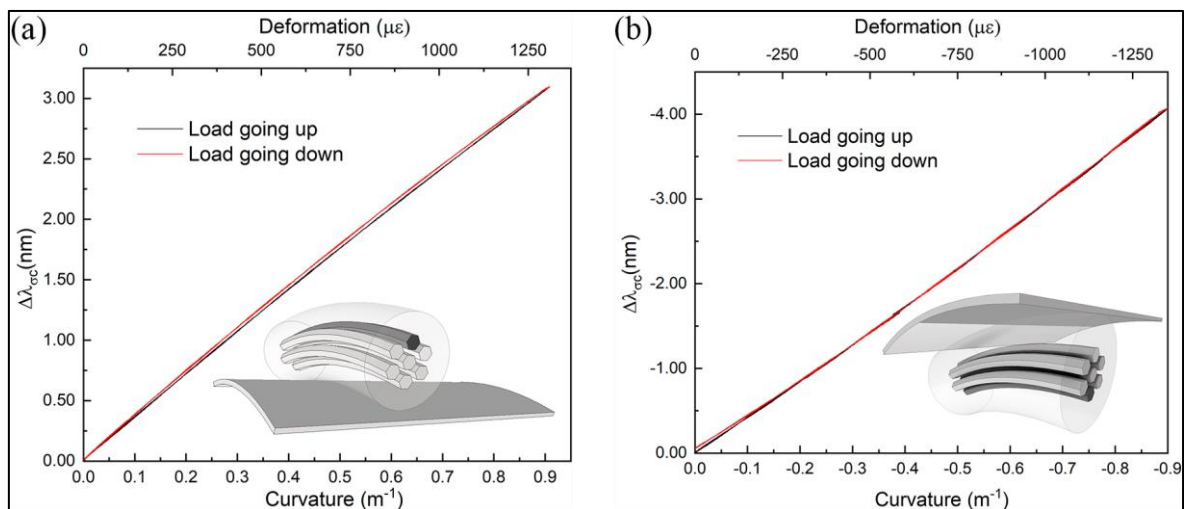 (a)
Deformation (με)
0 250 500 750 1000 1250
3.00
2.50
2.00
1.50
1.00
0.50
0.00
Δλσc(nm)
Load going up
Load going down
0.0 0.1 0.2 0.3 0.4 0.5 0.6 0.7 0.8 0.9
Curvature (m⁻¹)
(b)
Deformation (με)
0 -250 -500 -750 -1000 -1250
-4.00
-3.00
-2.00
-1.00
0.00
Δλσc(nm)
Load going up
Load going down
0.0 -0.1 -0.2 -0.3 -0.4 -0.5 -0.6 -0.7 -0.8 -0.9
Curvature (m⁻¹)